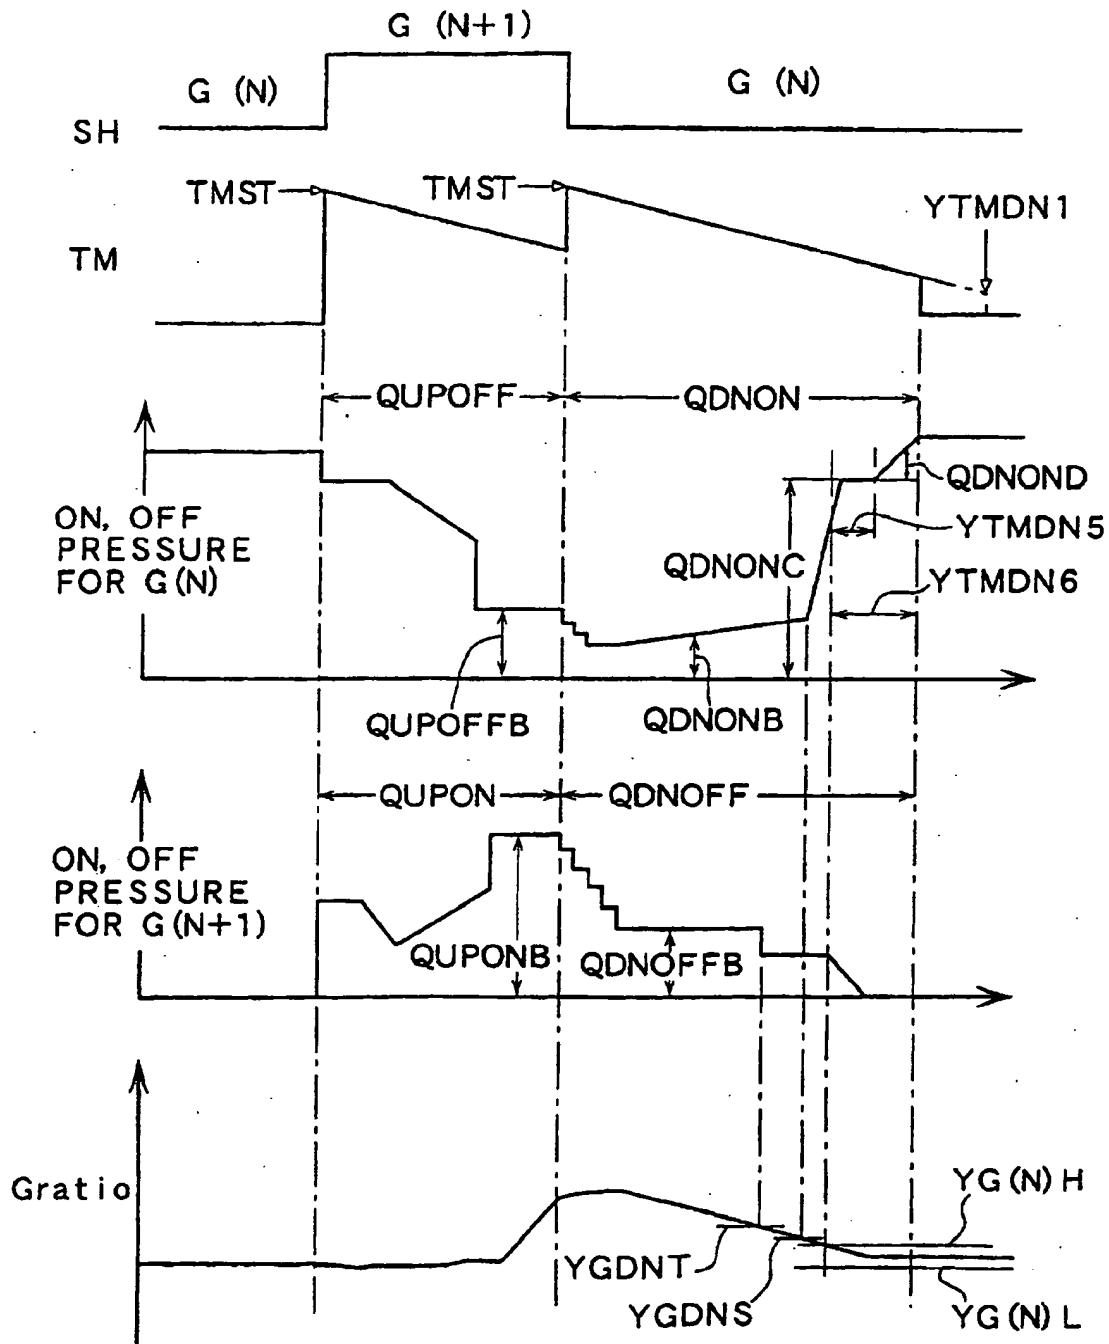 G (N+1)
G (N)
G (N)
SH
TMST
TMST
YTMDN1
TM
QUPOFF
QDNON
QDNOND
ON, OFF
PRESSURE
FOR G(N)
YTMDN5
QDNONC
YTMDN6
QUPOFFB
QDNONB
QUPON
QDNOFF
ON, OFF
PRESSURE
FOR G(N+1)
QUPONB
QDNOFFB
Gratio
YG(N)H
YGDNT
YGDNS
YG(N)L